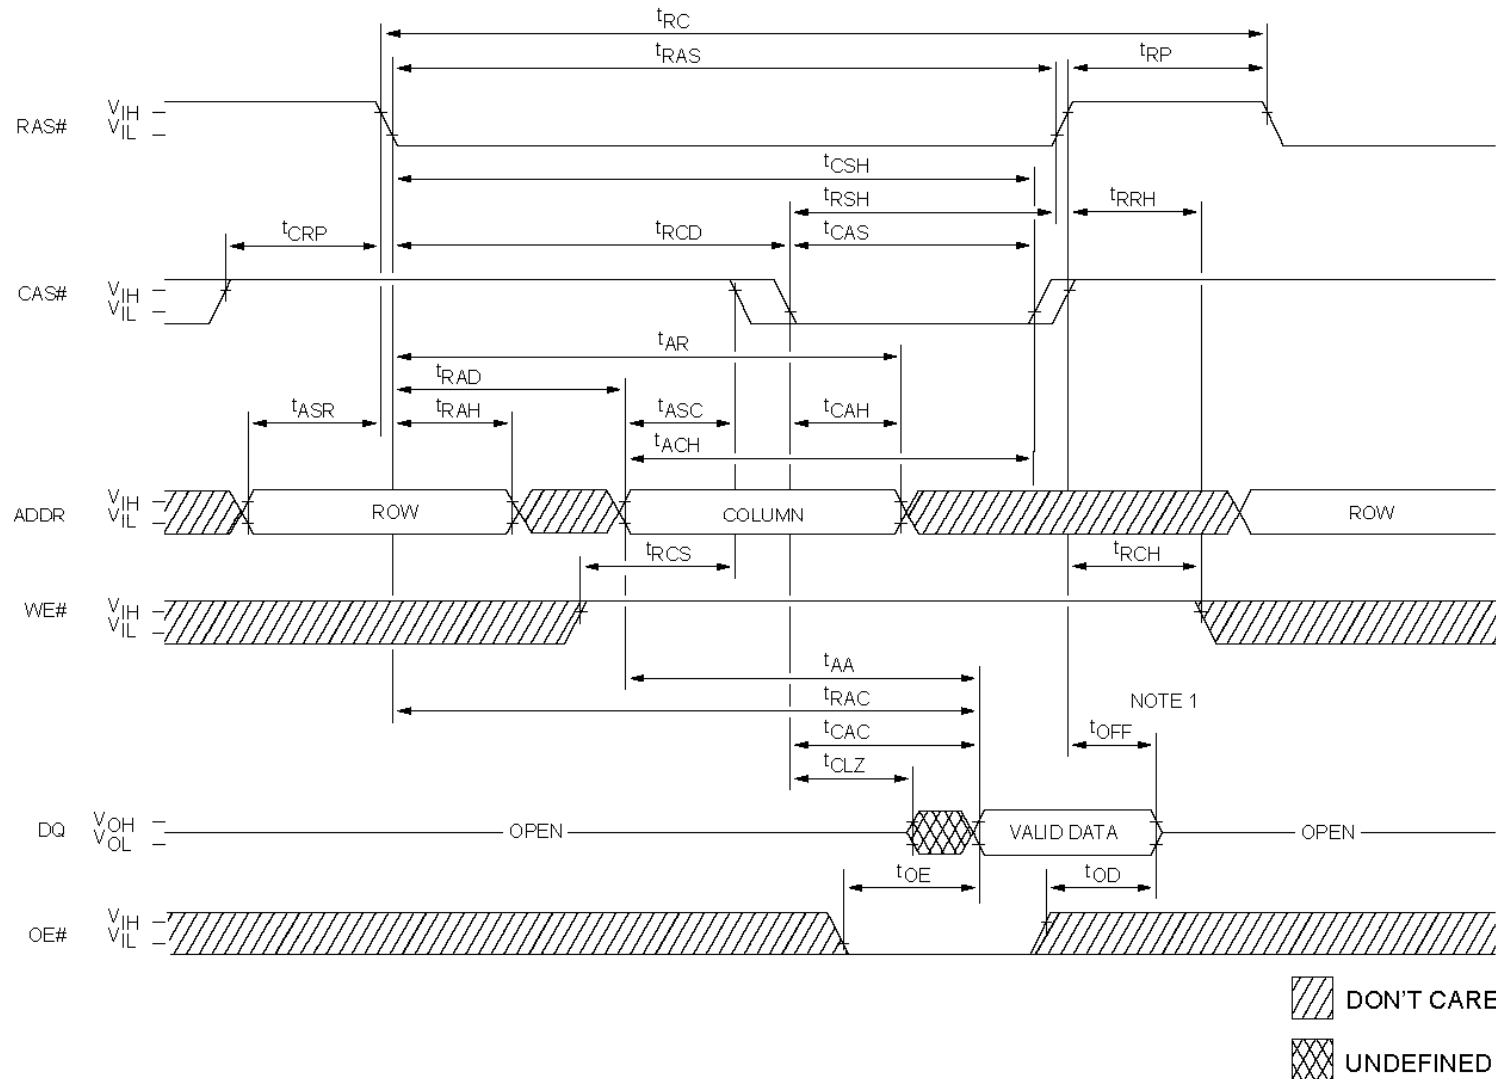 tRC
tRAS tRP
RAS# VIH
VIL
tCSH
tRSH tRRH
tCRP tRCD tCAS
CAS# VIH
VIL
tAR
tRAD
tASR tRAH tASC tCAH
tACH
ADDR VIH
VIL ROW COLUMN ROW
tRCS tRCH
WE# VIH
VIL
tAA
tRAC NOTE 1
tCAC tOFF
tCLZ
DQ VOH
VOL OPEN VALID DATA OPEN
tOE tOD
OE# VIH
VIL
DON'T CARE
UNDEFINED